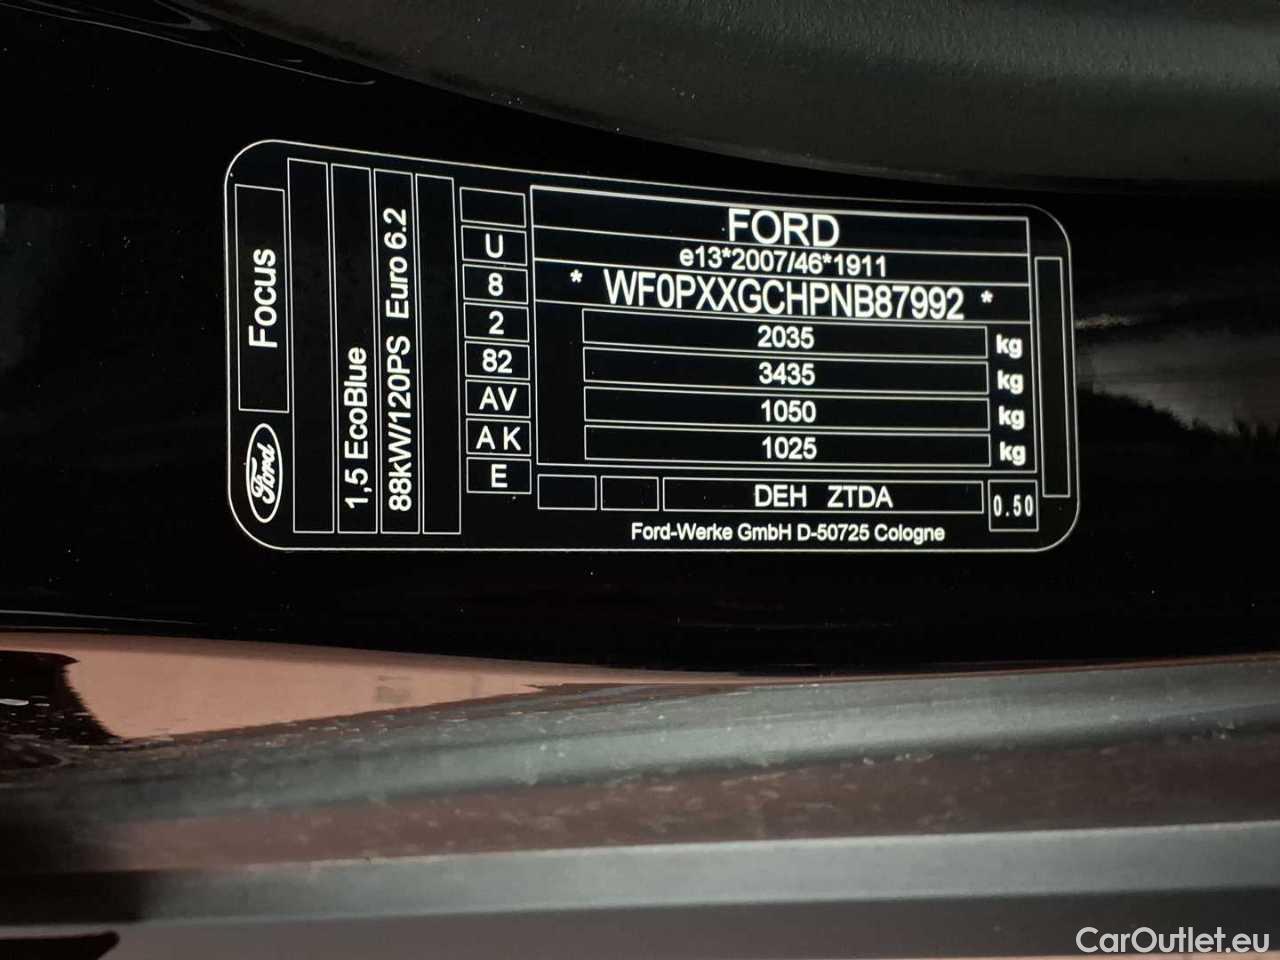 Focus
Ford
1,5 EcoBlue
88kW/120PS Euro 6.2
U
8
2
82
AV
A K
E
FORD
e13*2007/46*1911
* WF0PXXGCHPNB87992 *
2035 kg
3435 kg
1050 kg
1025 kg
DEH ZTDA
0.50
Ford-Werke GmbH D-50725 Cologne
CarOutlet.eu